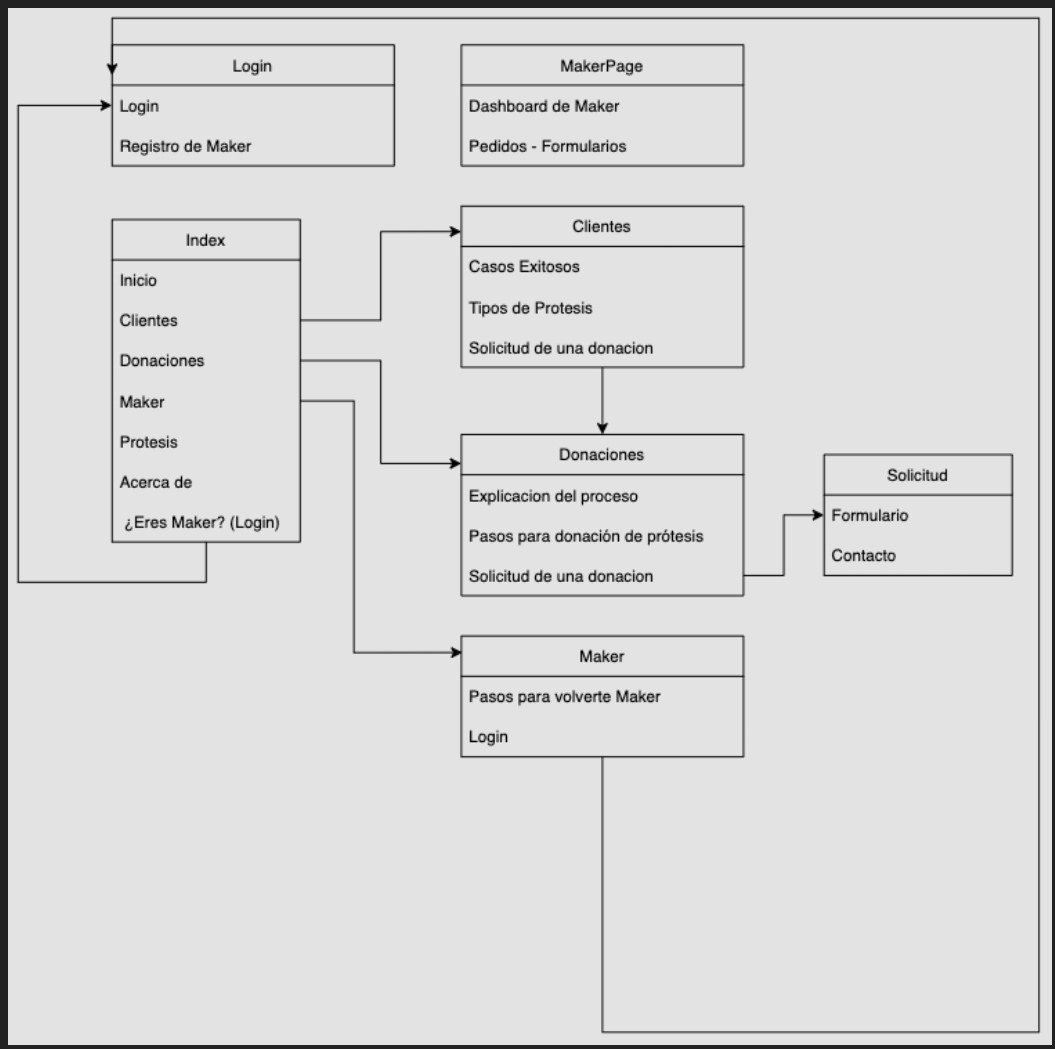 Login
Login
Registro de Maker
MakerPage
Dashboard de Maker
Pedidos - Formularios
Index
Inicio
Clientes
Donaciones
Maker
Protesis
Acerca de
¿Eres Maker? (Login)
Clientes
Casos Exitosos
Tipos de Protesis
Solicitud de una donacion
Donaciones
Explicacion del proceso
Pasos para donación de prótesis
Solicitud de una donacion
Solicitud
Formulario
Contacto
Maker
Pasos para volverte Maker
Login